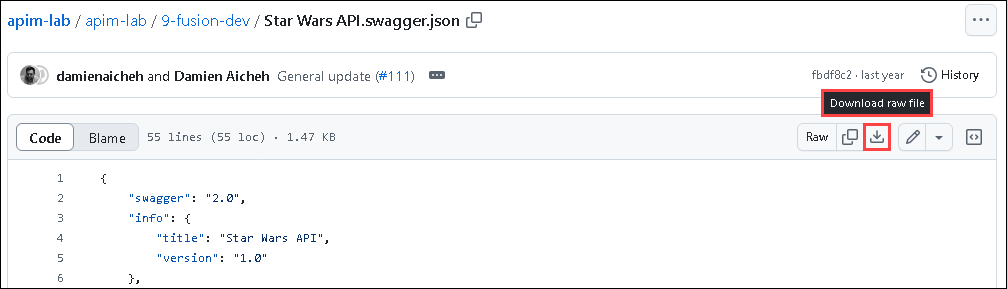 apim-lab / apim-lab / 9-fusion-dev / Star Wars API.swagger.json
damienaicheh and Damien Aicheh General update (#111) fbdf8c2 · last year History
Download raw file
Code Blame 55 lines (55 loc) · 1.47 KB Raw
1 {
2 "swagger": "2.0",
3 "info": {
4 "title": "Star Wars API",
5 "version": "1.0"
6 },